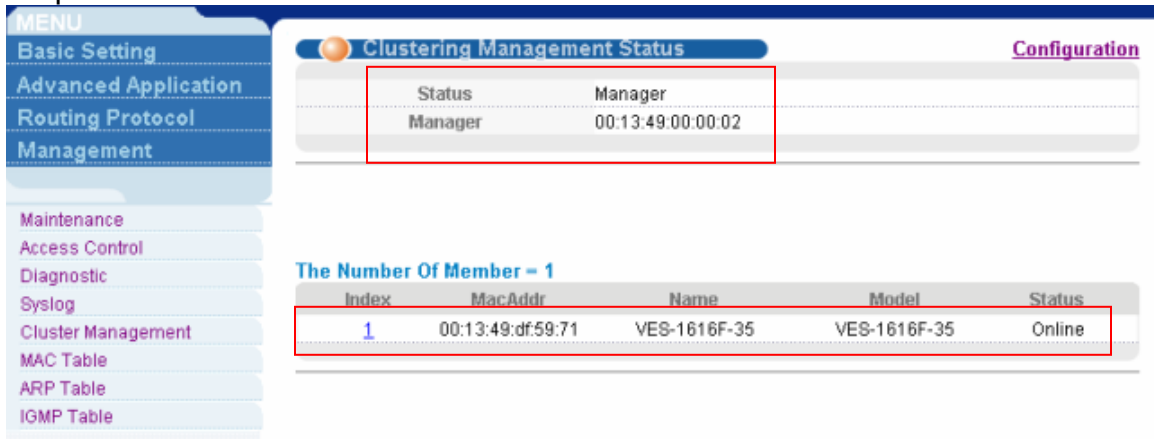 MENU
Basic Setting
Advanced Application
Routing Protocol
Management
Maintenance
Access Control
Diagnostic
Syslog
Cluster Management
MAC Table
ARP Table
IGMP Table
Clustering Management Status Configuration
Status Manager
Manager 00:13:49:00:00:02
The Number Of Member = 1
Index MacAddr Name Model Status
1 00:13:49:df:59:71 VES-1616F-35 VES-1616F-35 Online